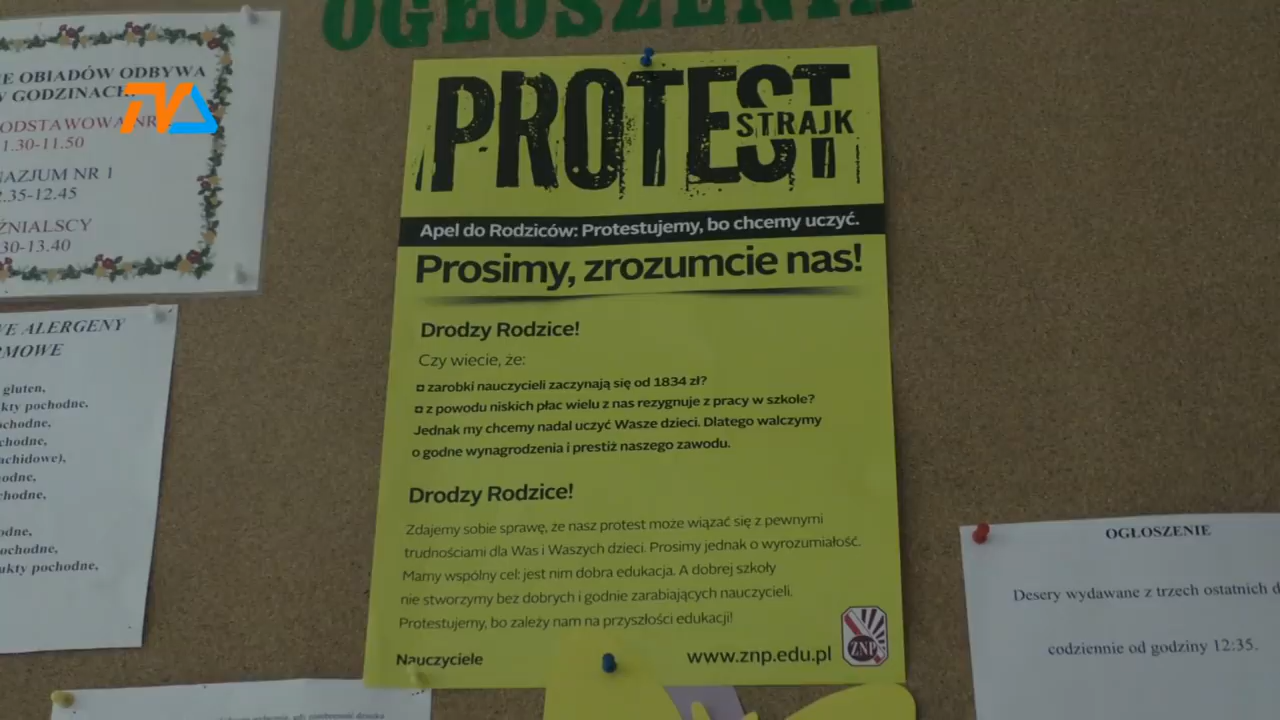 OGŁOSZENIA
E OBIADÓW ODBYWA
W GODZINACH
ODSTAWOWA NR
1.30-11.50
NAZJUM NR 1
2.35-12.45
ŹNIALSCY
30-13.40
TVA
WE ALERGENY
RMOWE
gluten,
kty pochodne,
ochodne,
chodne,
achidowe),
odne,
chodne,
odne,
ochodne,
ukty pochodne,
PROTEST
STRAJK
Apel do Rodziców: Protestujemy, bo chcemy uczyć.
Prosimy, zrozumcie nas!
Drodzy Rodzice!
Czy wiecie, że:
¤ zarobki nauczycieli zaczynają się od 1834 zł?
¤ z powodu niskich płac wielu z nas rezygnuje z pracy w szkole?
Jednak my chcemy nadal uczyć Wasze dzieci. Dlatego walczymy
o godne wynagrodzenia i prestiż naszego zawodu.
Drodzy Rodzice!
Zdajemy sobie sprawę, że nasz protest może wiązać się z pewnymi
trudnościami dla Was i Waszych dzieci. Prosimy jednak o wyrozumiałość.
Mamy wspólny cel: jest nim dobra edukacja. A dobrej szkoły
nie stworzymy bez dobrych i godnie zarabiających nauczycieli.
Protestujemy, bo zależy nam na przyszłości edukacji!
Nauczyciele
www.znp.edu.pl
ZNP
OGŁOSZENIE
Desery wydawane z trzech ostatnich d
codziennie od godziny 12:35.